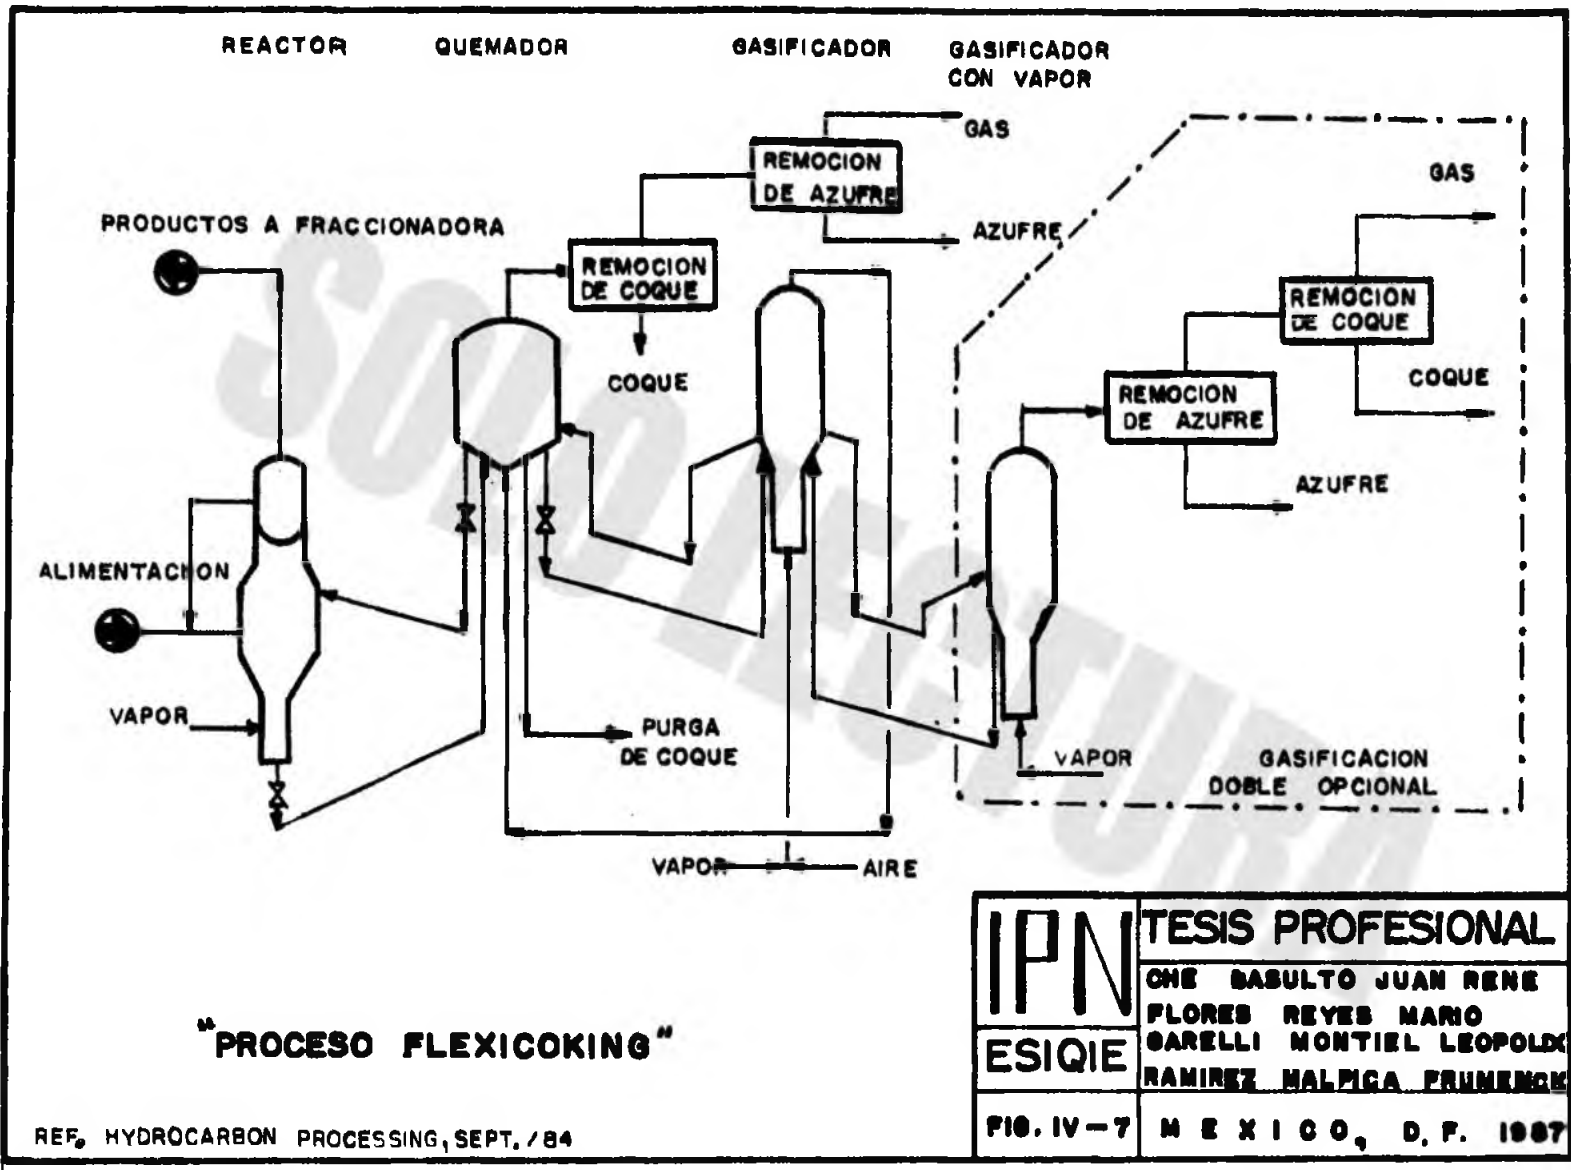 REACTOR
QUEMADOR
GASIFICADOR
GASIFICADOR
CON VAPOR
GAS
REMOCION
DE AZUFRE
AZUFRE
GAS
PRODUCTOS A FRACCIONADORA
REMOCION
DE COQUE
COQUE
REMOCION
DE COQUE
COQUE
REMOCION
DE AZUFRE
AZUFRE
ALIMENTACION
VAPOR
PURGA
DE COQUE
VAPOR
GASIFICACION
DOBLE OPCIONAL
VAPOR
AIRE
SOLO LECTURA
"PROCESO FLEXICOKING"
REF. HYDROCARBON PROCESSING, SEPT. / 84
IPN
ESIQIE
FIG. IV-7
TESIS PROFESIONAL
CHE BASULTO JUAN RENE
FLORES REYES MARIO
GARELLI MONTIEL LEOPOLDO
RAMIREZ MALPICA
MEXICO, D. F. 1987